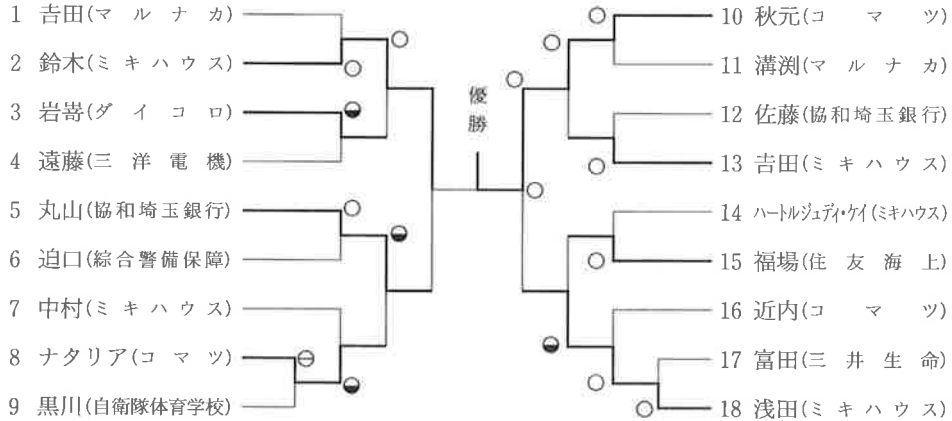 1 吉田(マルナカ)
2 鈴木(ミキハウス)
3 岩嵜(ダイコロ)
4 遠藤(三洋電機)
5 丸山(協和埼玉銀行)
6 迫口(綜合警備保障)
7 中村(ミキハウス)
8 ナタリア(コマツ)
9 黒川(自衛隊体育学校)
優勝
10 秋元(コマツ)
11 溝渕(マルナカ)
12 佐藤(協和埼玉銀行)
13 吉田(ミキハウス)
14 ハートルジュディ・ケイ(ミキハウス)
15 福場(住友海上)
16 近内(コマツ)
17 富田(三井生命)
18 浅田(ミキハウス)